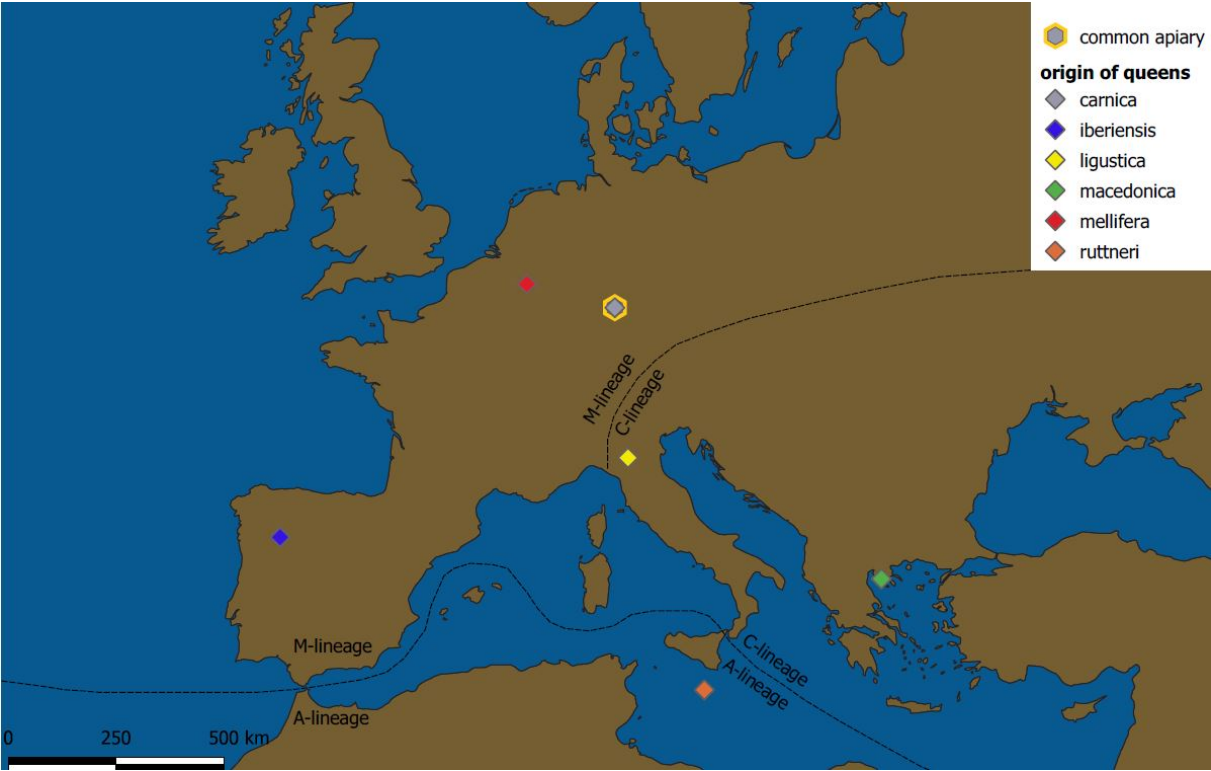 common apiary
origin of queens
carnica
iberiensis
ligustica
macedonica
mellifera
ruttneri
M-lineage
C-lineage
M-lineage
C-lineage
A-lineage
A-lineage
0 250 500 km